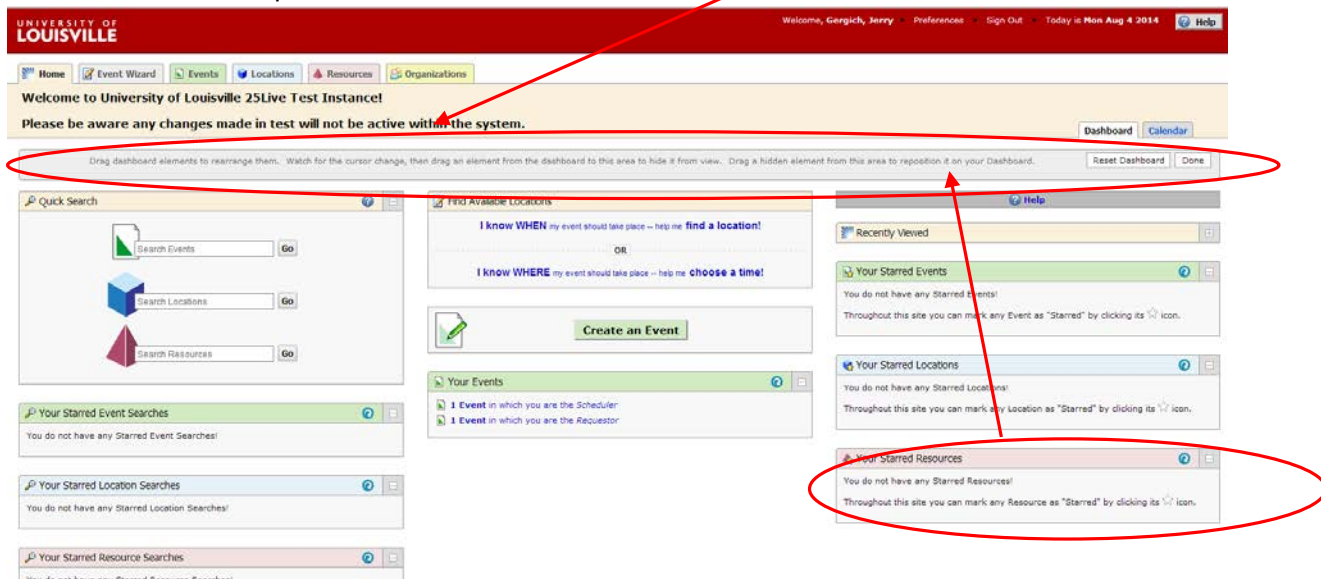 UNIVERSITY OF
LOUISVILLE
Welcome, Gergich, Jerry Preferences Sign Out Today is Mon Aug 4 2014 Help
Home Event Wizard Events Locations Resources Organizations
Welcome to University of Louisville 25Live Test Instance!
Please be aware any changes made in test will not be active within the system.
Dashboard Calendar
Drag dashboard elements to rearrange them. Watch for the cursor change, then drag an element from the dashboard to this area to hide it from view. Drag a hidden element from this area to reposition it on your Dashboard.
Reset Dashboard Done
Quick Search
Search Events Go
Search Locations Go
Search Resources Go
Your Starred Event Searches
You do not have any Starred Event Searches!
Your Starred Location Searches
You do not have any Starred Location Searches!
Your Starred Resource Searches
You do not have any Starred Resource Searches!
Find Available Locations
I know WHEN my event should take place -- help me find a location!
OR
I know WHERE my event should take place -- help me choose a time!
Create an Event
Your Events
1 Event in which you are the Scheduler
1 Event in which you are the Requestor
Help
Recently Viewed
Your Starred Events
You do not have any Starred Events!
Throughout this site you can mark any Event as "Starred" by clicking its icon.
Your Starred Locations
You do not have any Starred Locations!
Throughout this site you can mark any Location as "Starred" by clicking its icon.
Your Starred Resources
You do not have any Starred Resources!
Throughout this site you can mark any Resource as "Starred" by clicking its icon.